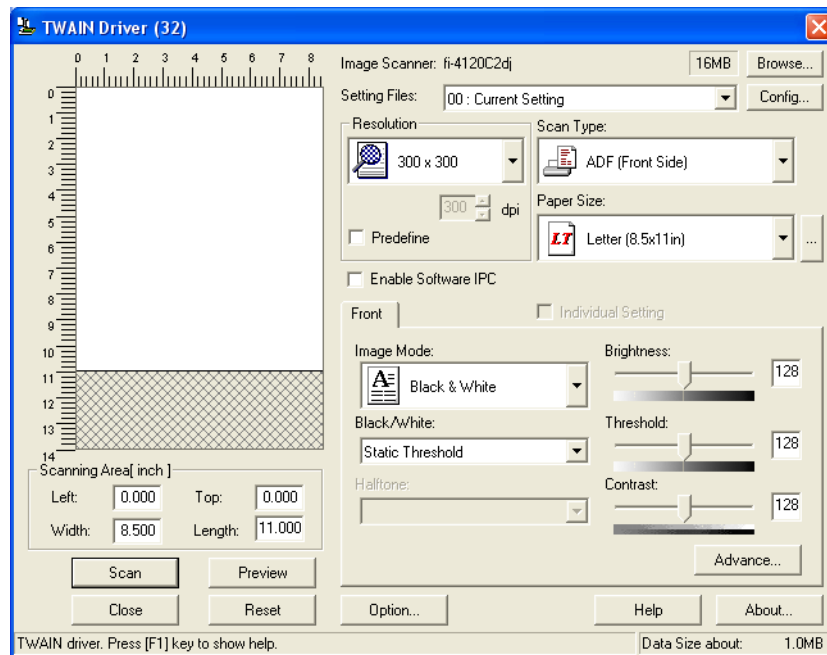 TWAIN Driver (32)
0 1 2 3 4 5 6 7 8
0
1
2
3
4
5
6
7
8
9
10
11
12
13
14
Scanning Area[ inch ]
Left: 0.000 Top: 0.000
Width: 8.500 Length: 11.000
Scan Preview
Close Reset
Image Scanner: fi-4120C2dj 16MB Browse...
Setting Files: 00 : Current Setting Config...
Resolution
300 x 300
300 dpi
Predefine
Scan Type:
ADF (Front Side)
Paper Size:
LT Letter (8.5x11in) ...
Enable Software IPC
Front Individual Setting
Image Mode:
A Black & White
Black/White:
Static Threshold
Halftone:
Brightness:
128
Threshold:
128
Contrast:
128
Advance...
Option... Help About...
TWAIN driver. Press [F1] key to show help. Data Size about: 1.0MB